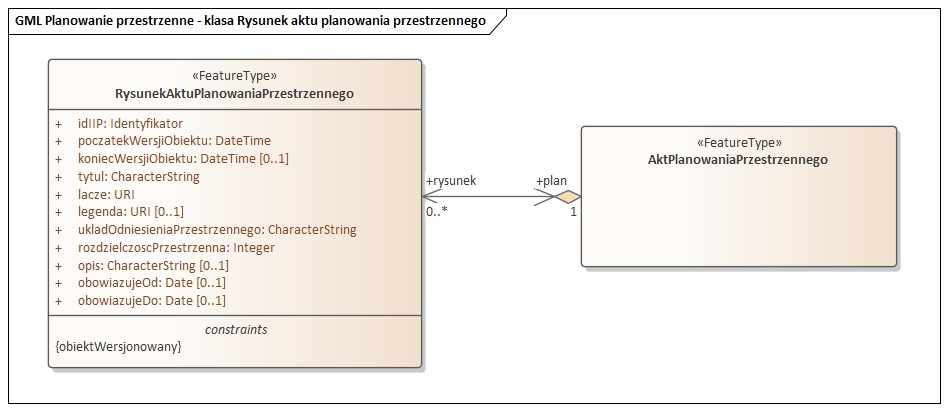 GML Planowanie przestrzenne - klasa Rysunek aktu planowania przestrzennego
«FeatureType»
RysunekAktuPlanowaniaPrzestrzennego
+ idIIP: Identyfikator
+ poczatekWersjiObiektu: DateTime
+ koniecWersjiObiektu: DateTime [0..1]
+ tytul: CharacterString
+ lacze: URI
+ legenda: URI [0..1]
+ ukladOdniesieniaPrzestrzennego: CharacterString
+ rozdzielczoscPrzestrzenna: Integer
+ opis: CharacterString [0..1]
+ obowiazujeOd: Date [0..1]
+ obowiazujeDo: Date [0..1]
constraints
{obiektWersjonowany}
+rysunek
0..*
+plan
1
«FeatureType»
AktPlanowaniaPrzestrzennego